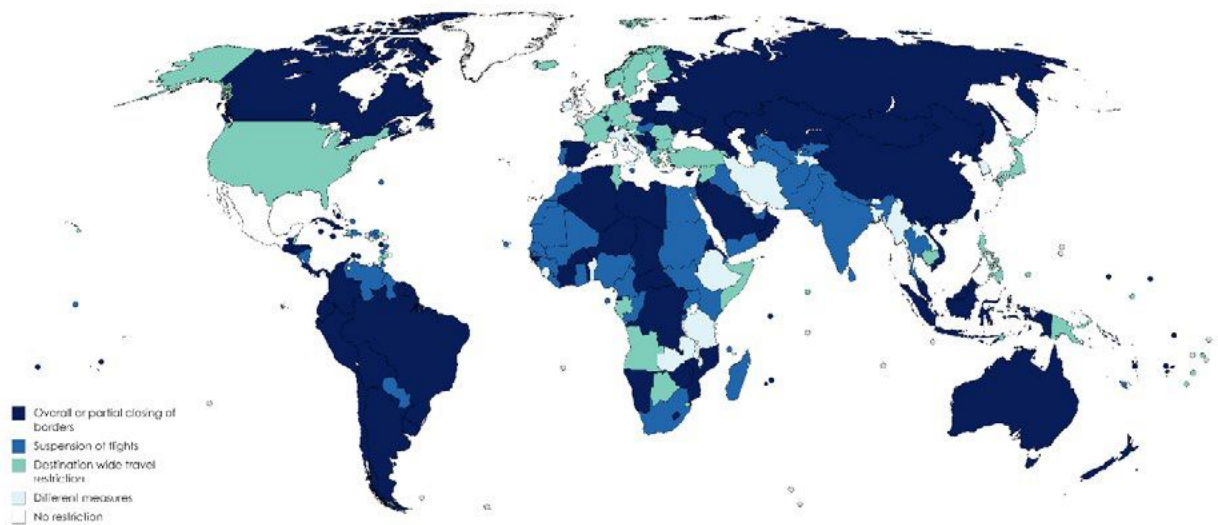 Overall or partial closing of
borders
Suspension of flights
Destination wide travel
restriction
Different measures
No restriction